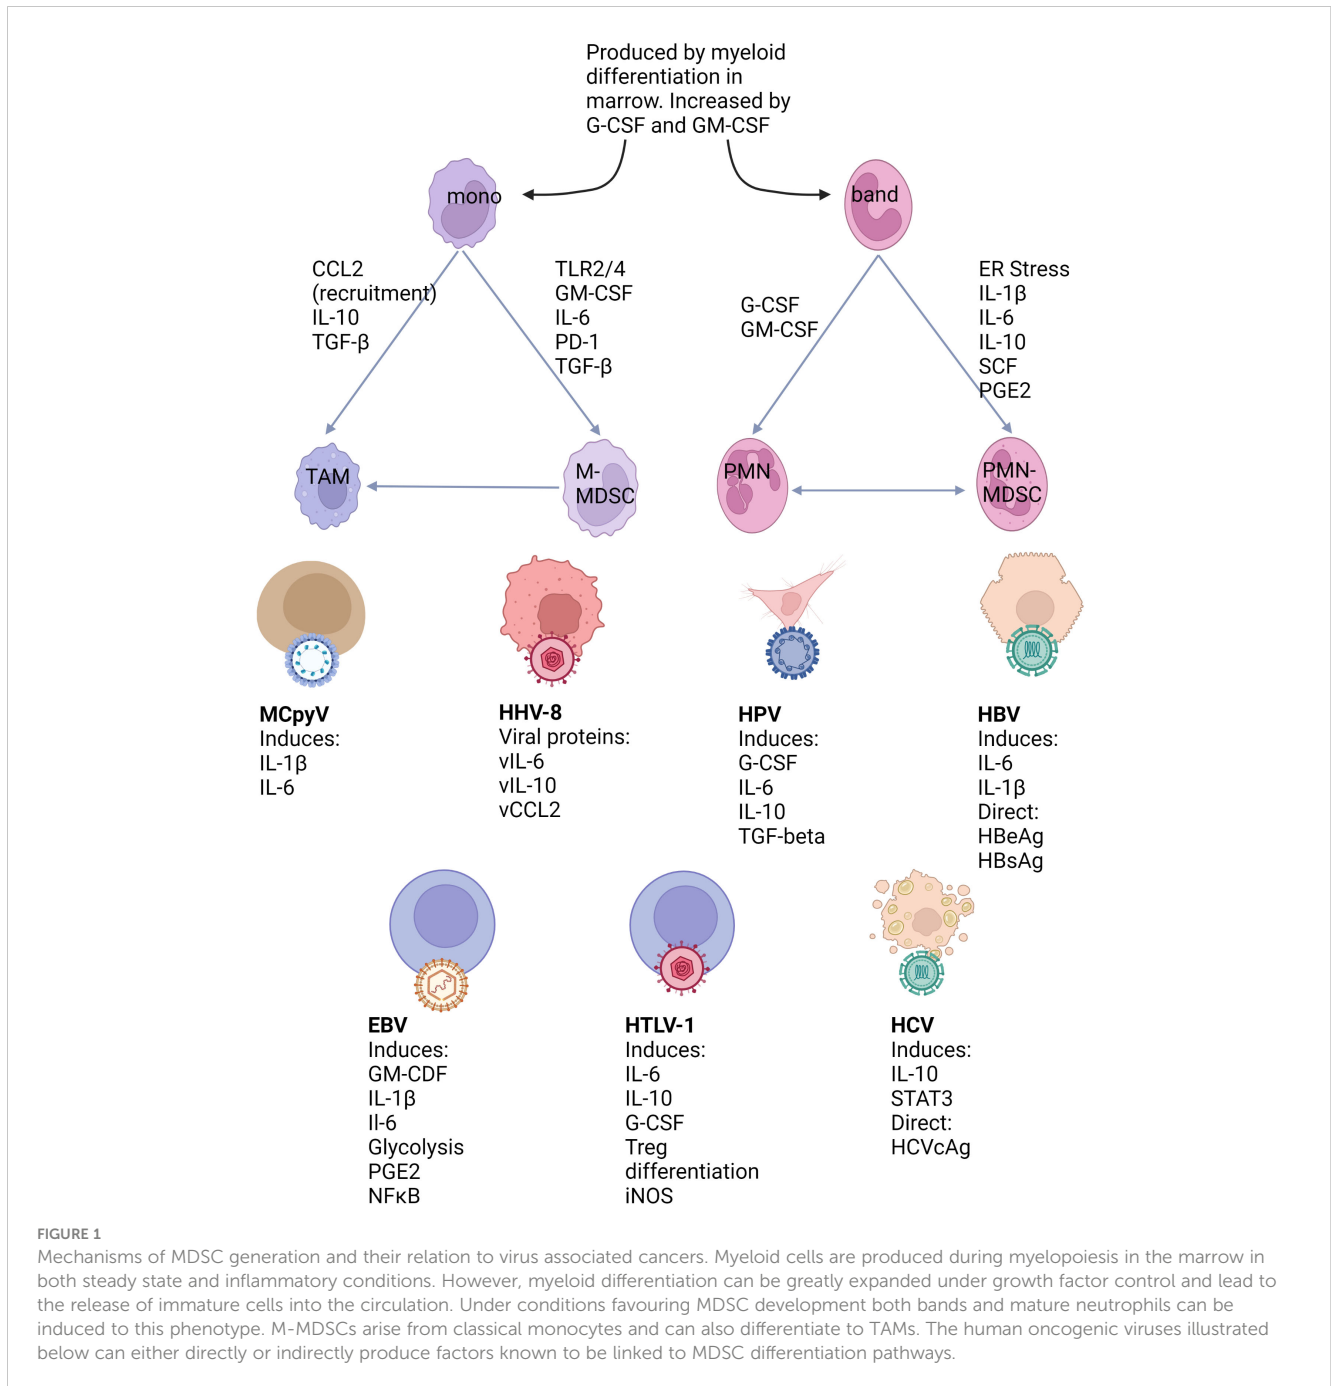 Produced by myeloid
differentiation in
marrow. Increased by
G-CSF and GM-CSF
mono
band
CCL2
(recruitment)
IL-10
TGF-β
TLR2/4
GM-CSF
IL-6
PD-1
TGF-β
G-CSF
GM-CSF
ER Stress
IL-1β
IL-6
IL-10
SCF
PGE2
TAM
M-
MDSC
PMN
PMN-
MDSC
MCpyV
Induces:
IL-1β
IL-6
HHV-8
Viral proteins:
vIL-6
vIL-10
vCCL2
HPV
Induces:
G-CSF
IL-6
IL-10
TGF-beta
HBV
Induces:
IL-6
IL-1β
Direct:
HBeAg
HBsAg
EBV
Induces:
GM-CDF
IL-1β
Il-6
Glycolysis
PGE2
NFκB
HTLV-1
Induces:
IL-6
IL-10
G-CSF
Treg
differentiation
iNOS
HCV
Induces:
IL-10
STAT3
Direct:
HCVcAg
FIGURE 1
Mechanisms of MDSC generation and their relation to virus associated cancers. Myeloid cells are produced during myelopoiesis in the marrow in
both steady state and inflammatory conditions. However, myeloid differentiation can be greatly expanded under growth factor control and lead to
the release of immature cells into the circulation. Under conditions favouring MDSC development both bands and mature neutrophils can be
induced to this phenotype. M-MDSCs arise from classical monocytes and can also differentiate to TAMs. The human oncogenic viruses illustrated
below can either directly or indirectly produce factors known to be linked to MDSC differentiation pathways.